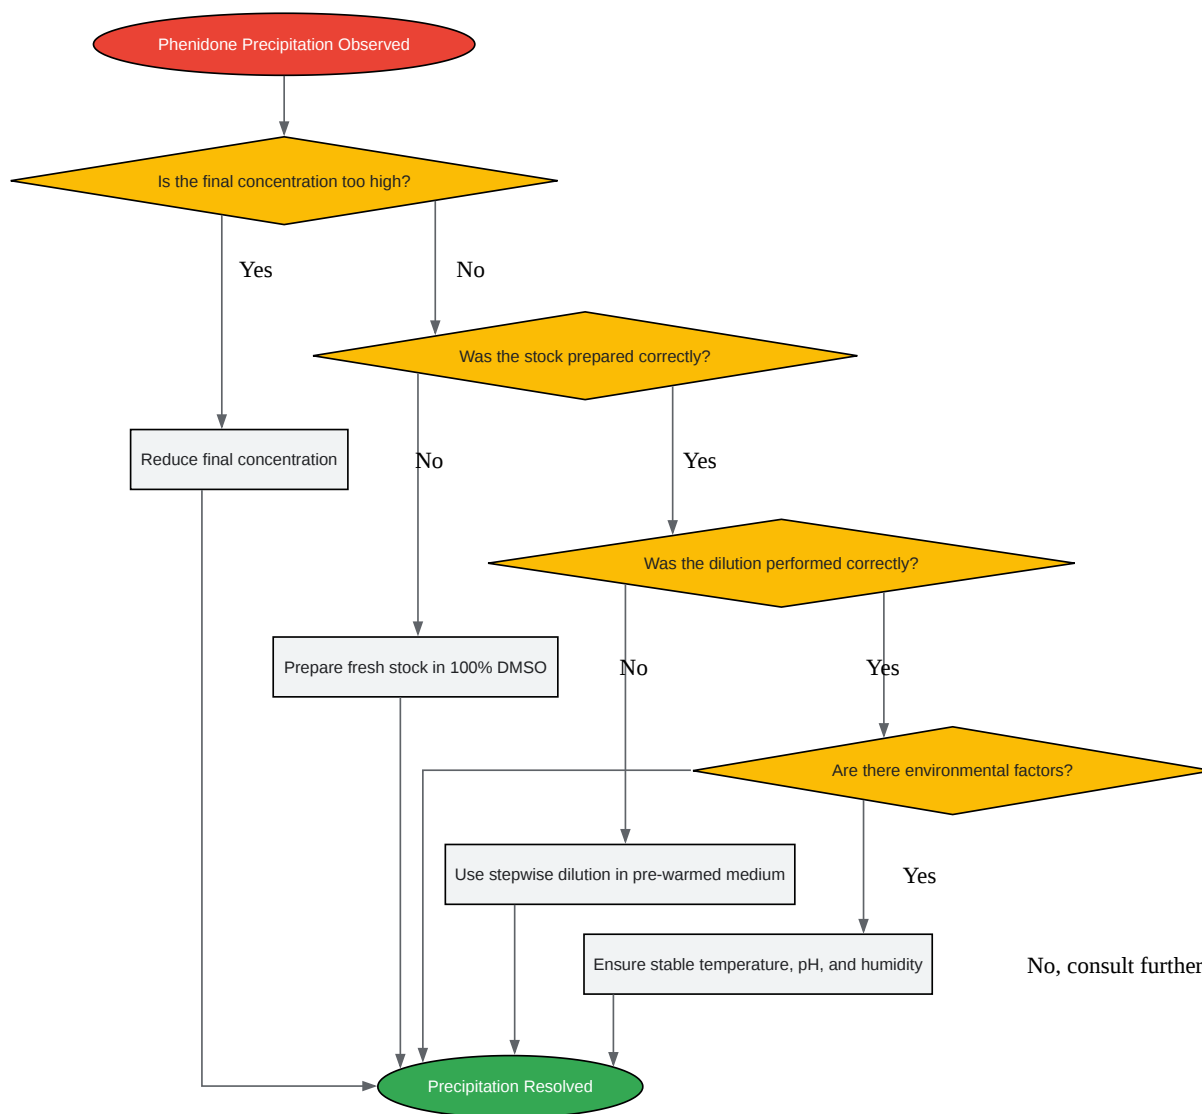 Phenidone Precipitation Observed
Is the final concentration too high?
Yes
No
Was the stock prepared correctly?
Reduce final concentration
No
Yes
Was the dilution performed correctly?
Prepare fresh stock in 100% DMSO
No
Yes
Are there environmental factors?
Use stepwise dilution in pre-warmed medium
Yes
Ensure stable temperature, pH, and humidity
No, consult further
Precipitation Resolved